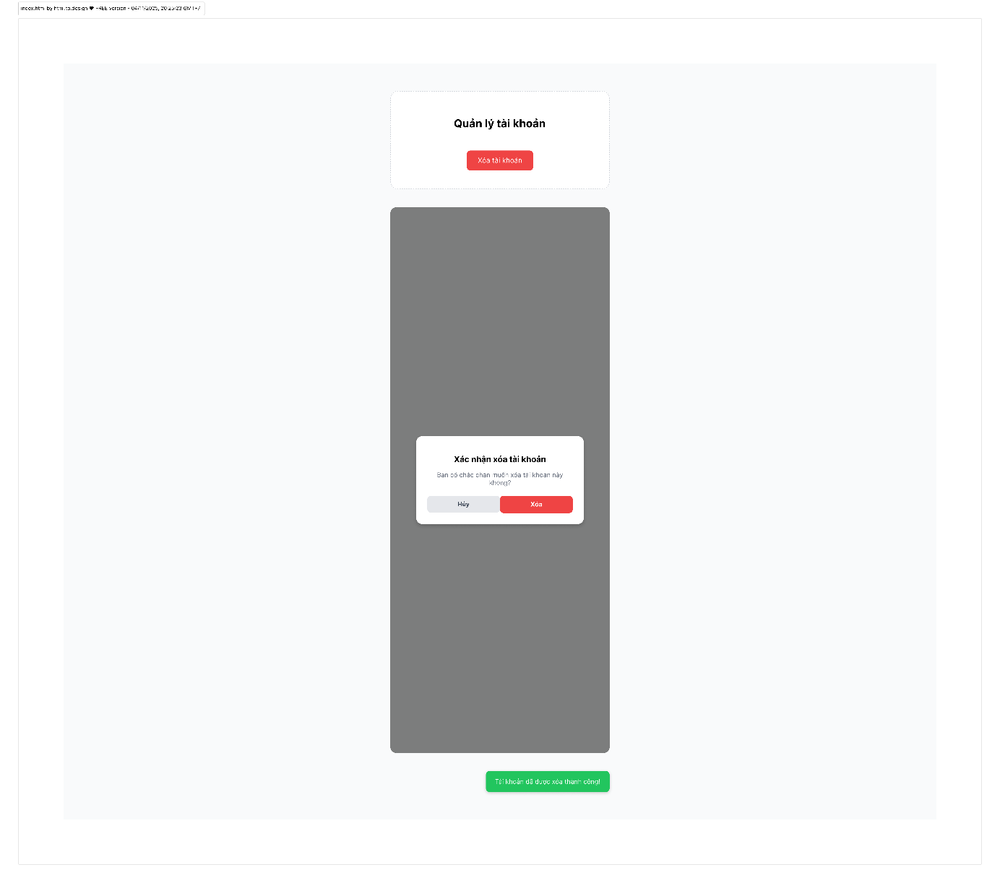 index.html by html.to.design ❤ FREE version - 04/11/2025, 20:25:23 GMT+7
Quản lý tài khoản
Xóa tài khoản
Xác nhận xóa tài khoản
Bạn có chắc chắn muốn xóa tài khoản này
không?
Hủy
Xóa
Tài khoản đã được xóa thành công!